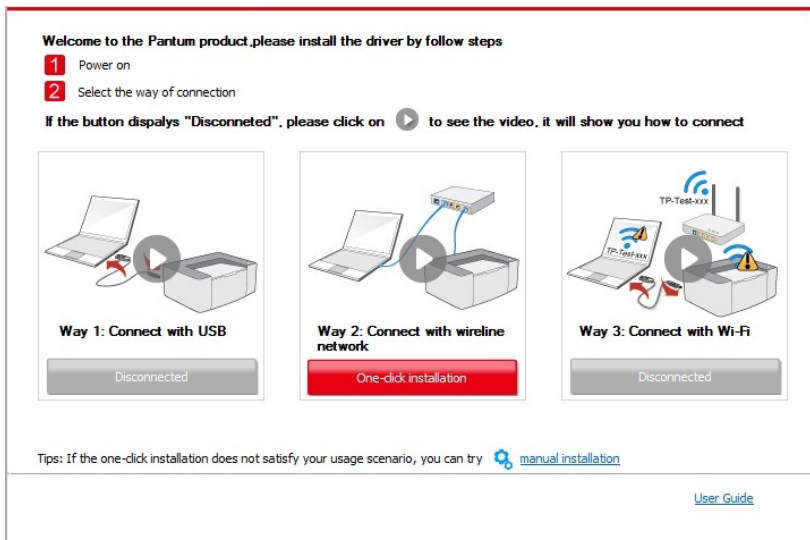 Welcome to the Pantum product,please install the driver by follow steps
1 Power on
2 Select the way of connection
If the button dispalys "Disconneted", please click on to see the video, it will show you how to connect
TP-Test-xxx
TP-Test-xxx
Way 1: Connect with USB
Way 2: Connect with wireline
network
Way 3: Connect with Wi-Fi
Disconnected
One-click installation
Disconnected
Tips: If the one-click installation does not satisfy your usage scenario, you can try manual installation
User Guide